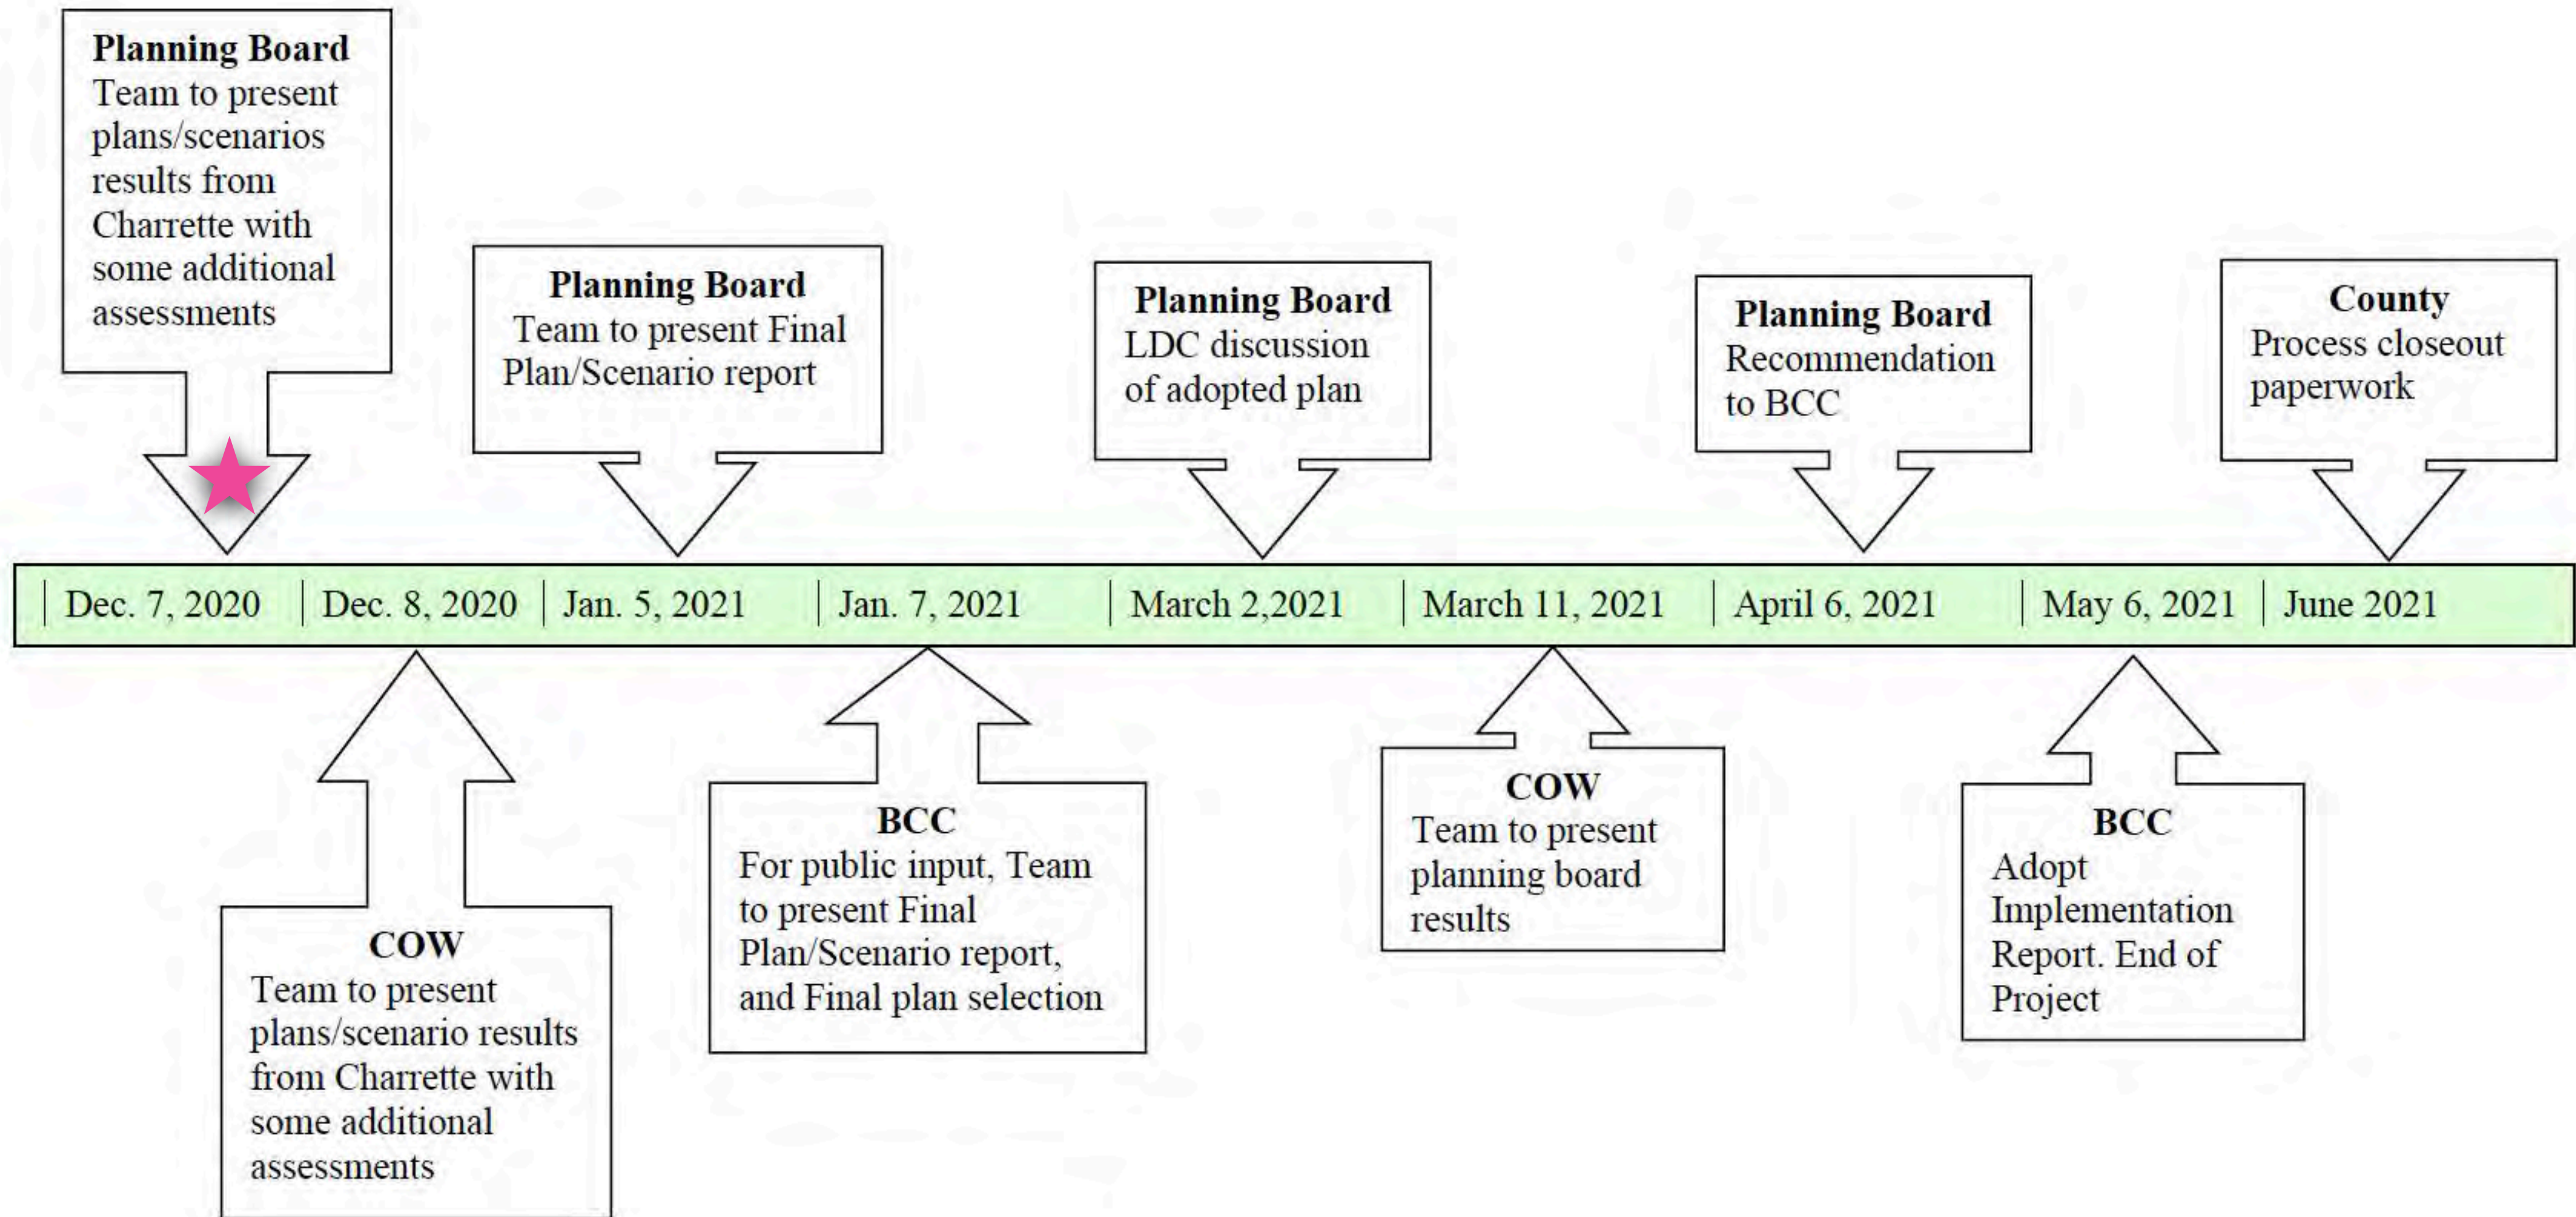 Planning Board
Team to present
plans/scenarios
results from
Charrette with
some additional
assessments
Planning Board
Team to present Final
Plan/Scenario report
Planning Board
LDC discussion
of adopted plan
Planning Board
Recommendation
to BCC
County
Process closeout
paperwork
Dec. 7, 2020
Dec. 8, 2020
Jan. 5, 2021
Jan. 7, 2021
March 2,2021
March 11, 2021
April 6, 2021
May 6, 2021
June 2021
COW
Team to present
plans/scenario results
from Charrette with
some additional
assessments
BCC
For public input, Team
to present Final
Plan/Scenario report,
and Final plan selection
COW
Team to present
planning board
results
BCC
Adopt
Implementation
Report. End of
Project